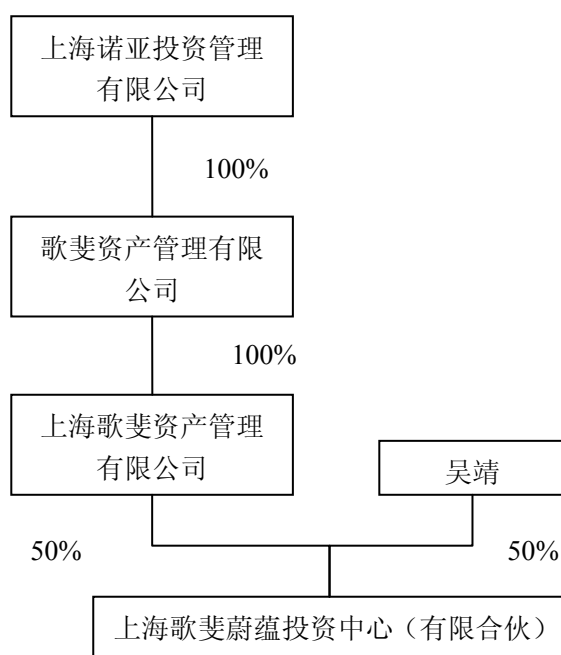 上海诺亚投资管理
有限公司
100%
歌斐资产管理有限
公司
100%
上海歌斐资产管理
有限公司
吴靖
50%
50%
上海歌斐蔚蕴投资中心（有限合伙）